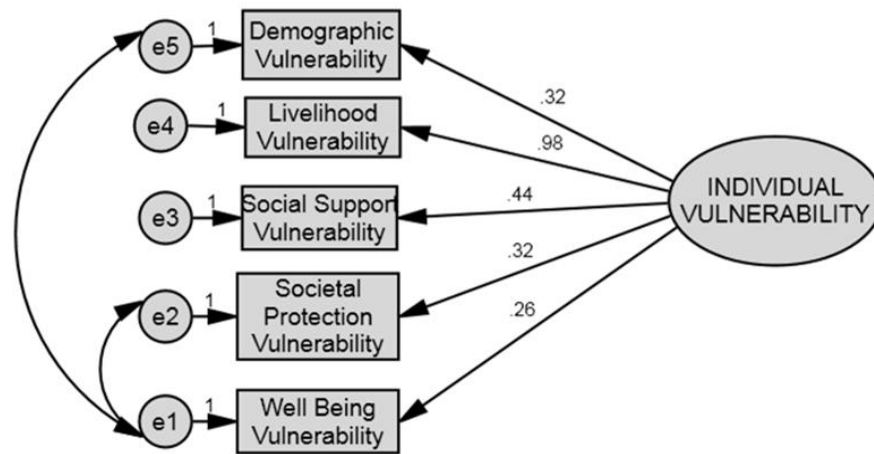 e5
1
Demographic
Vulnerability
.32
e4
1
Livelihood
Vulnerability
.98
e3
1
Social Support
Vulnerability
.44
INDIVIDUAL
VULNERABILITY
e2
1
Societal
Protection
Vulnerability
.32
e1
1
Well Being
Vulnerability
.26